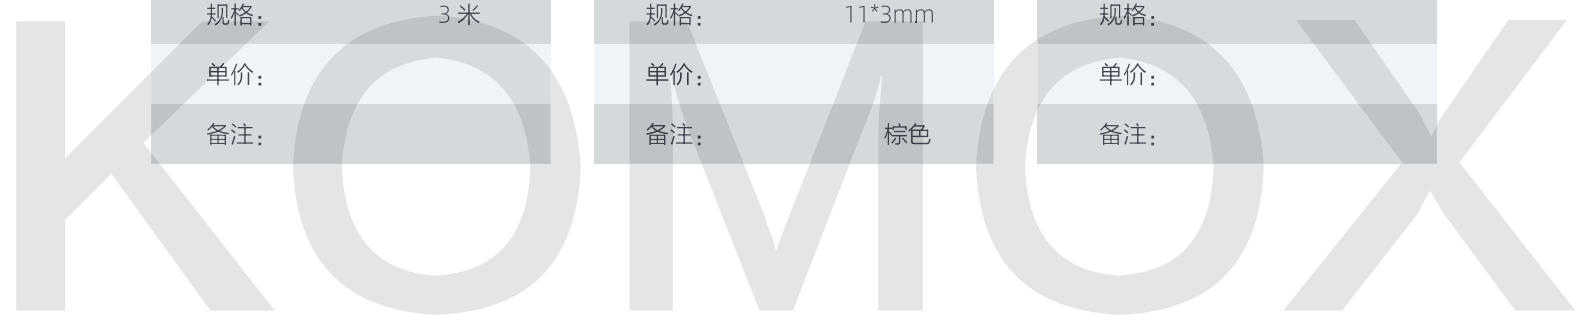 规格： 3 米
单价：
备注：
规格： 11*3mm
单价：
备注： 棕色
规格：
单价：
备注：
KOMOX